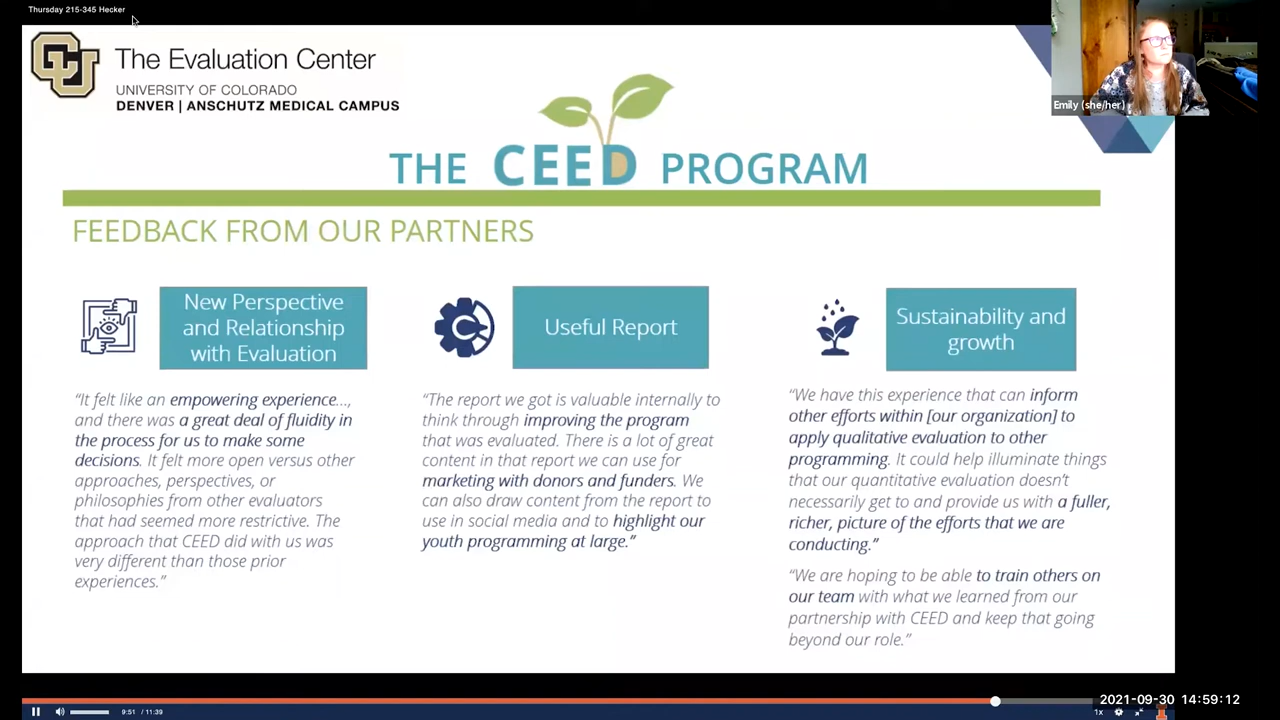 Thursday 215-345 Hecker
CU
The Evaluation Center
UNIVERSITY OF COLORADO
DENVER | ANSCHUTZ MEDICAL CAMPUS
Emily (she/her)
THE CEED PROGRAM
FEEDBACK FROM OUR PARTNERS
New Perspective
and Relationship
with Evaluation
“It felt like an empowering experience…,
and there was a great deal of fluidity in
the process for us to make some
decisions. It felt more open versus other
approaches, perspectives, or
philosophies from other evaluators
that had seemed more restrictive. The
approach that CEED did with us was
very different than those prior
experiences.”
Useful Report
“The report we got is valuable internally to
think through improving the program
that was evaluated. There is a lot of great
content in that report we can use for
marketing with donors and funders. We
can also draw content from the report to
use in social media and to highlight our
youth programming at large.”
Sustainability and
growth
“We have this experience that can inform
other efforts within [our organization] to
apply qualitative evaluation to other
programming. It could help illuminate things
that our quantitative evaluation doesn’t
necessarily get to and provide us with a fuller,
richer, picture of the efforts that we are
conducting.”
“We are hoping to be able to train others on
our team with what we learned from our
partnership with CEED and keep that going
beyond our role.”
2021-09-30 14:59:12
9:51 / 11:39
1x